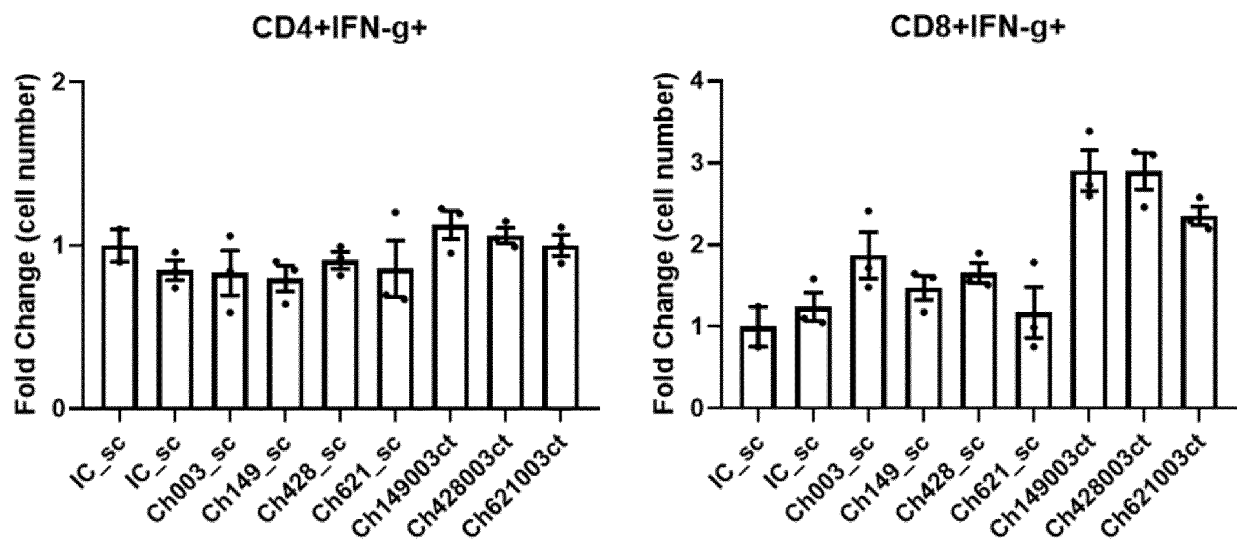 CD4+IFN-g+
Fold Change (cell number)
2
1
0
IC_sc
IC_sc
Ch003_sc
Ch149_sc
Ch428_sc
Ch621_sc
Ch149003ct
Ch428003ct
Ch621003ct
CD8+IFN-g+
Fold Change (cell number)
4
3
2
1
0
IC_sc
IC_sc
Ch003_sc
Ch149_sc
Ch428_sc
Ch621_sc
Ch149003ct
Ch428003ct
Ch621003ct